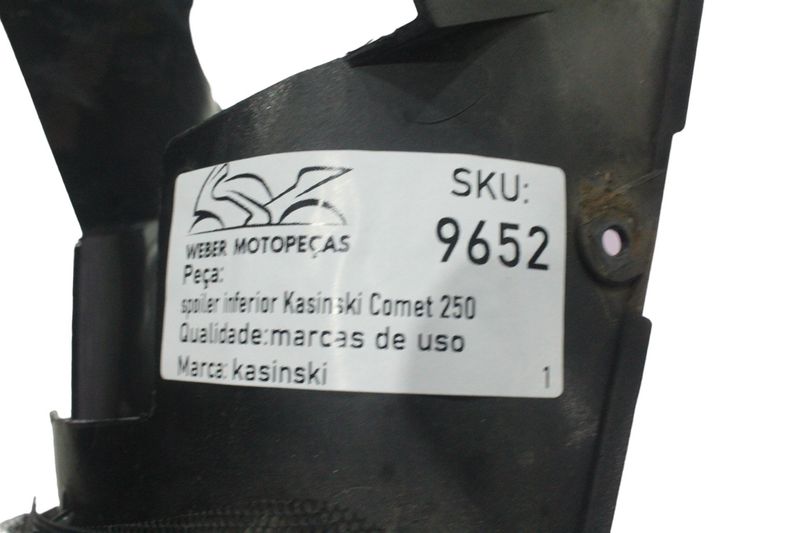 WEBER MOTOPEÇAS
SKU:
9652
Peça:
spoiler inferior Kasinski Comet 250
Qualidade:marcas de uso
Marca: kasinski
1